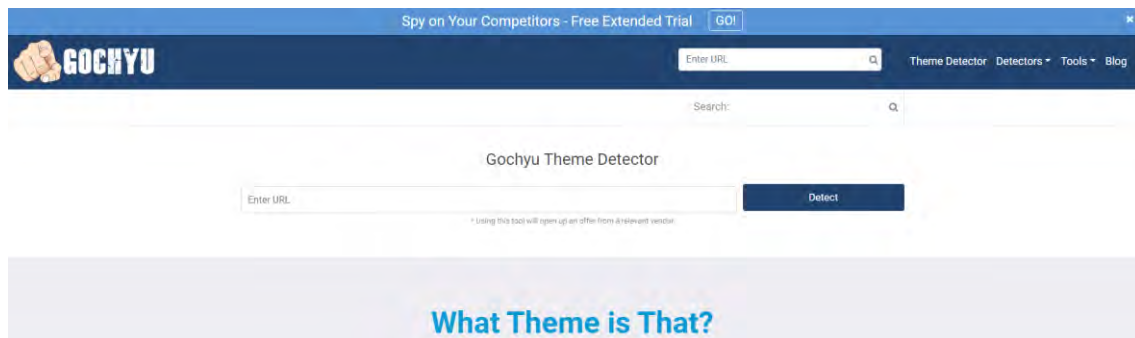 Spy on Your Competitors - Free Extended Trial GO! ×
GOCHYU Enter URL Theme Detector Detectors Tools Blog
Search:
Gochyu Theme Detector
Enter URL Detect
* Using this tool will open up an offer from a relevant vendor
What Theme is That?